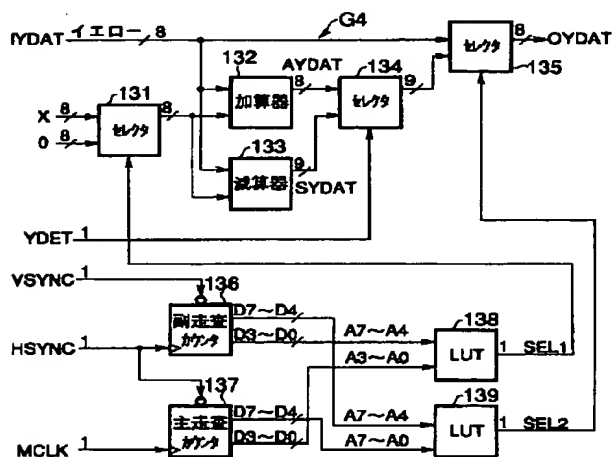 IYDAT イエロー 8 G4 8 OYDAT
セレクタ 135
132 AYDAT 134
131 8 加算器 8 セレクタ 9
X 8 セレクタ 8
0 8
133
減算器 9 SYDAT
YDET 1
VSYNC 1
136
副走査カウンタ D7~D4
D3~D0 A7~A4 138
HSYNC 1 A3~A0 LUT 1 SEL1
137 139
主走査カウンタ D7~D4 A7~A4 LUT 1 SEL2
MCLK 1 D3~D0 A7~A0